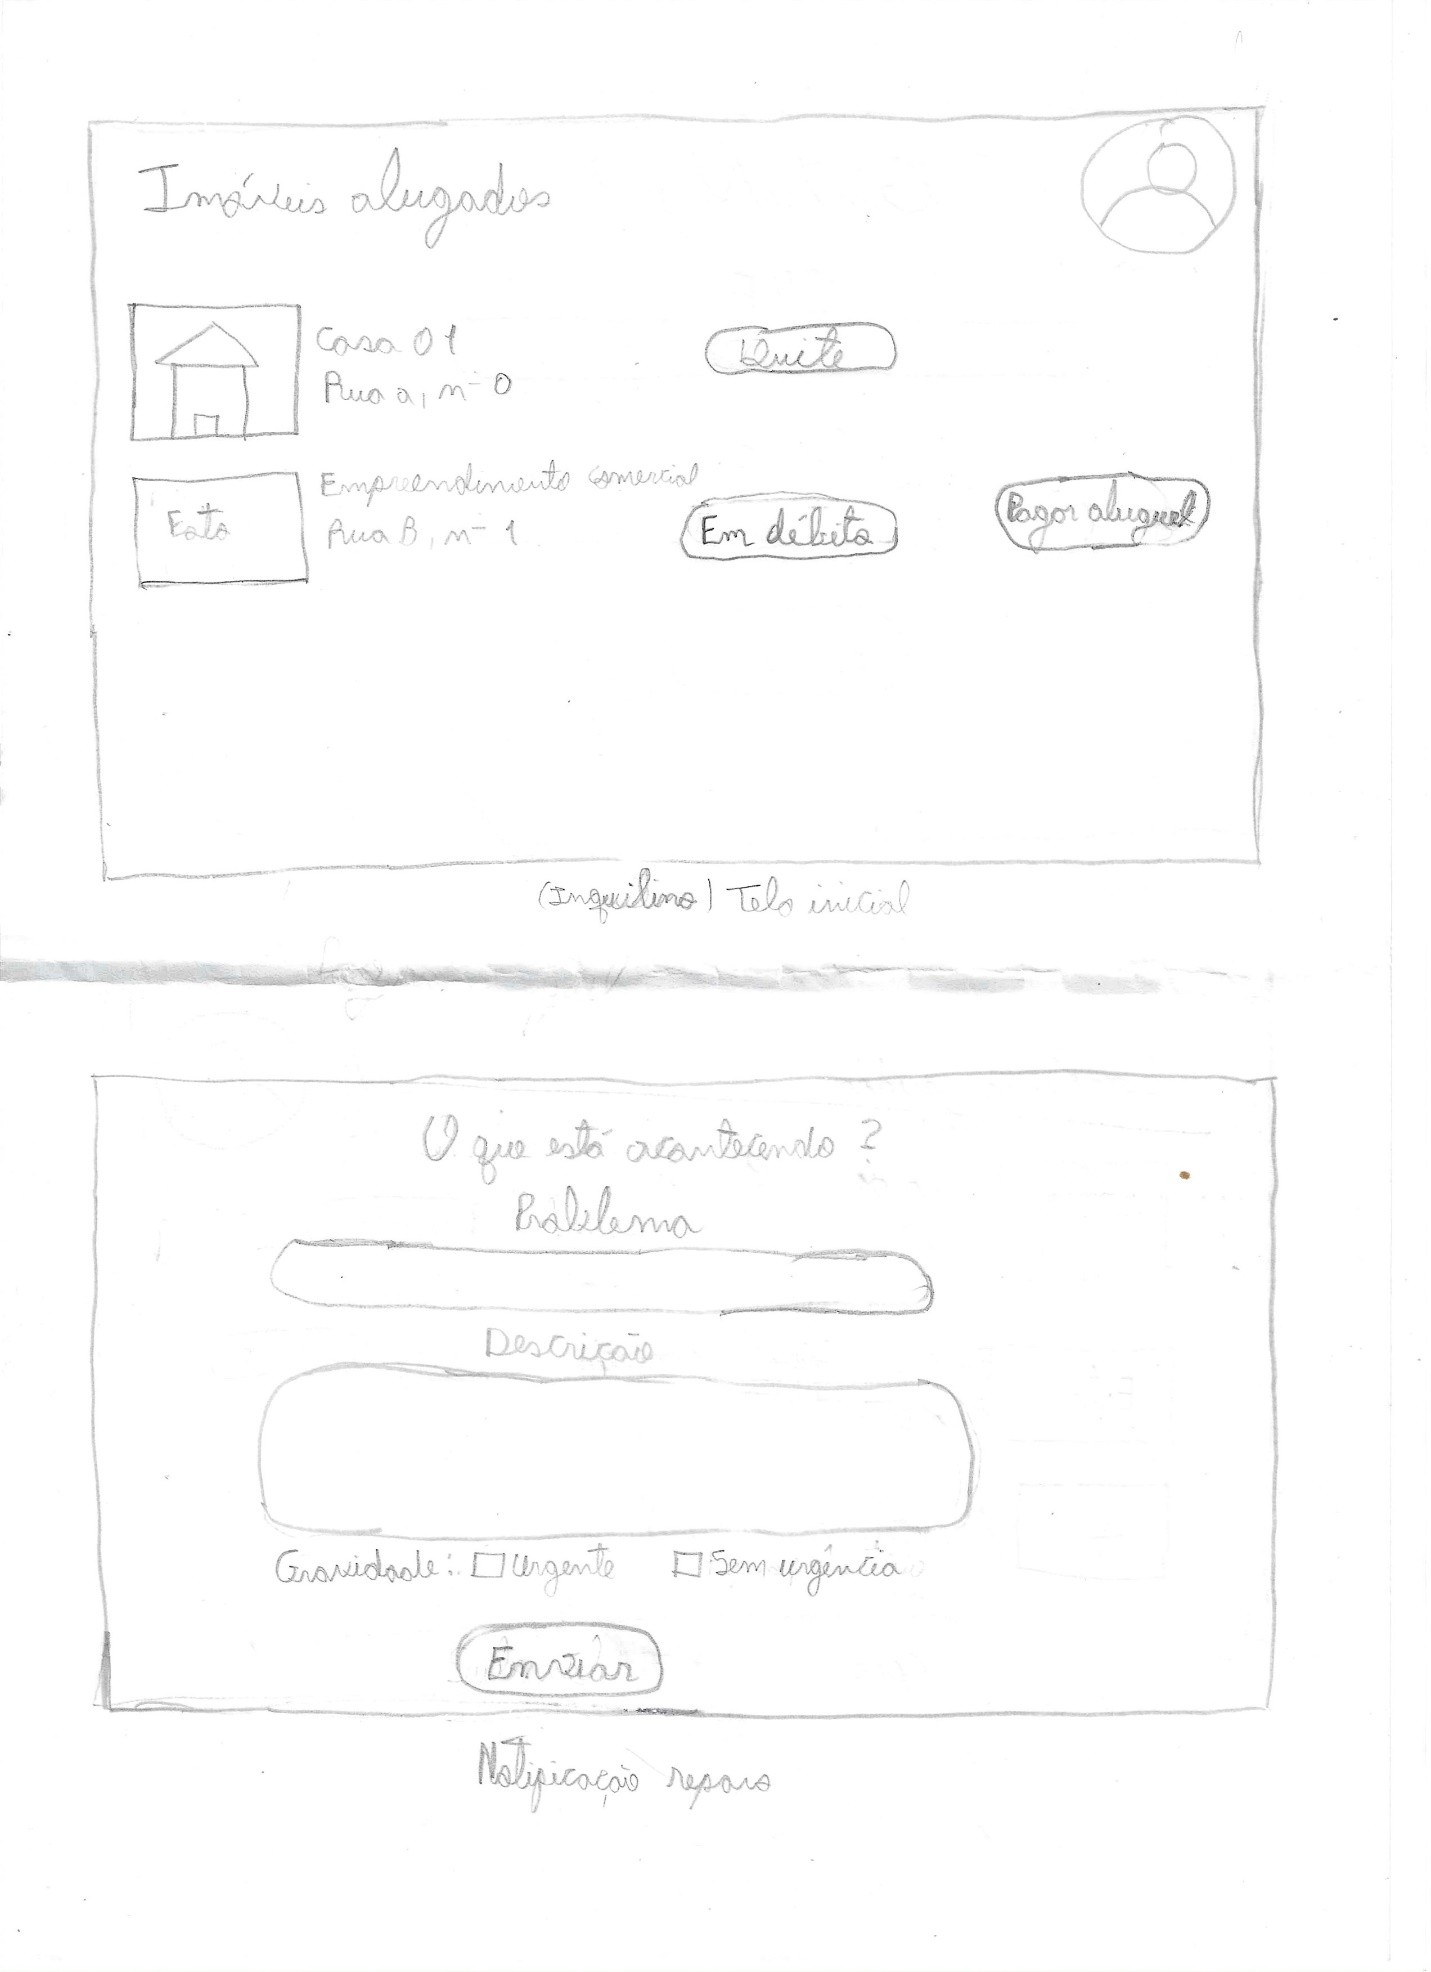 Imóveis alugados
Casa 01
Quite
Rua a, nº 0
Empreendimento comercial
Foto
Rua B, nº 1
Em débito
Pagar aluguel
(Inquilino) Tela inicial
O que está acontecendo?
Problema
Descrição
Gravidade: Urgente Sem urgência
Enviar
Notificação reparo